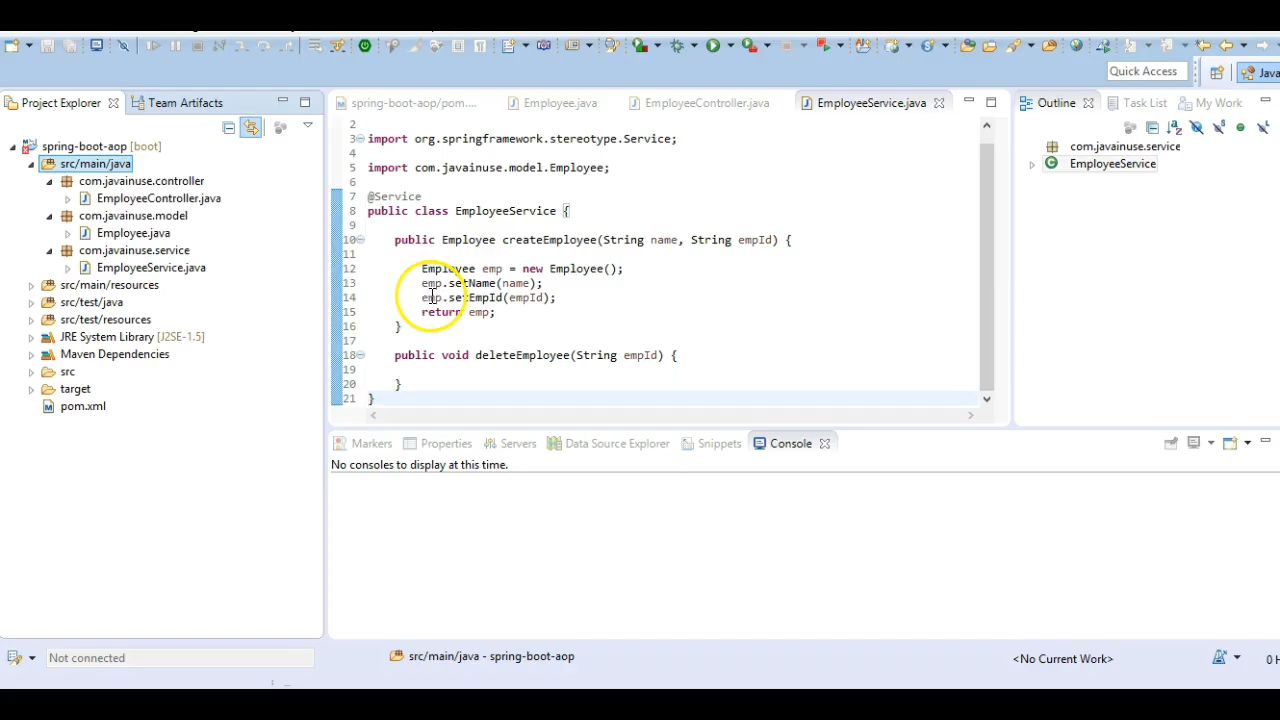 Quick Access
Java
Project Explorer
Team Artifacts
spring-boot-aop [boot]
src/main/java
com.javainuse.controller
EmployeeController.java
com.javainuse.model
Employee.java
com.javainuse.service
EmployeeService.java
src/main/resources
src/test/java
src/test/resources
JRE System Library [J2SE-1.5]
Maven Dependencies
src
target
pom.xml
spring-boot-aop/pom....
Employee.java
EmployeeController.java
EmployeeService.java
2
3 import org.springframework.stereotype.Service;
4
5 import com.javainuse.model.Employee;
6
7 @Service
8 public class EmployeeService {
9
10 public Employee createEmployee(String name, String empId) {
11
12 Employee emp = new Employee();
13 emp.setName(name);
14 emp.setEmpId(empId);
15 return emp;
16 }
17
18 public void deleteEmployee(String empId) {
19
20 }
21 }
Outline
Task List
My Work
com.javainuse.service
EmployeeService
Markers
Properties
Servers
Data Source Explorer
Snippets
Console
No consoles to display at this time.
Not connected
src/main/java - spring-boot-aop
<No Current Work>